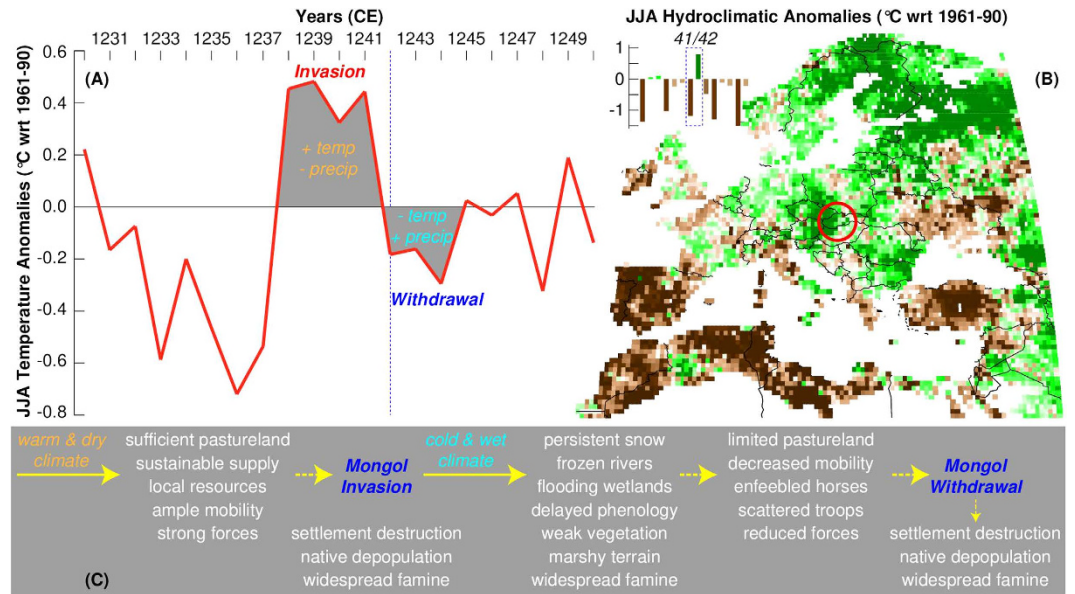 Years (CE)
1231 1233 1235 1237 1239 1241 1243 1245 1247 1249
JJA Temperature Anomalies (°C wrt 1961-90)
0.6
0.4
0.2
0.0
-0.2
-0.4
-0.6
-0.8
(A)
Invasion
+ temp
- precip
- temp
+ precip
Withdrawal
JJA Hydroclimatic Anomalies (°C wrt 1961-90)
41/42
1
0
-1
(B)
warm & dry
climate
sufficient pastureland
sustainable supply
local resources
ample mobility
strong forces
Mongol
Invasion
settlement destruction
native depopulation
widespread famine
cold & wet
climate
persistent snow
frozen rivers
flooding wetlands
delayed phenology
weak vegetation
marshy terrain
widespread famine
limited pastureland
decreased mobility
enfeebled horses
scattered troops
reduced forces
Mongol
Withdrawal
settlement destruction
native depopulation
widespread famine
(C)